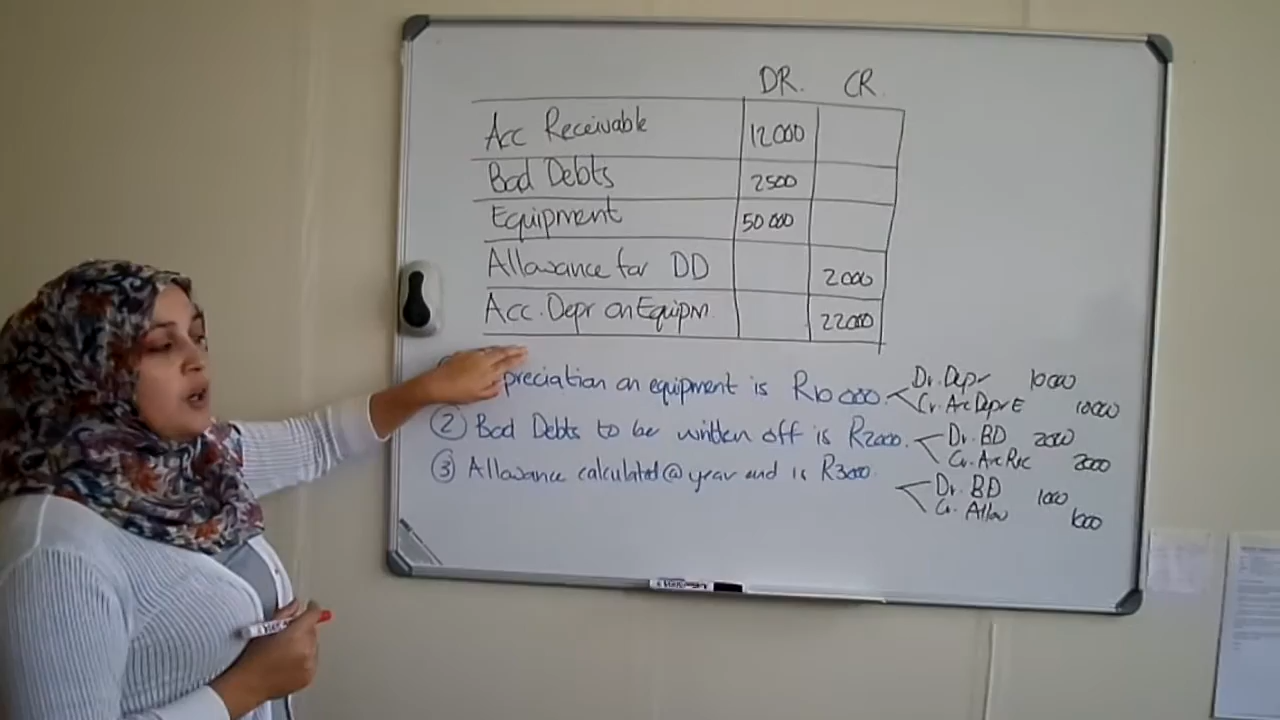 DR. CR.
Acc Receivable 12000
Bad Debts 2500
Equipment 50 000
Allowance for DD 2000
Acc. Depr on Equipm. 22000
preciation on equipment is R10 000. Dr. Depr 10000
Cr. Acc Depr E 10000
② Bad Debts to be written off is R2000. Dr. BD 2000
Cr. Acc Rec 2000
③ Allowance calculated @ year end is R3000. Dr. BD 1000
Cr. Allow 1000